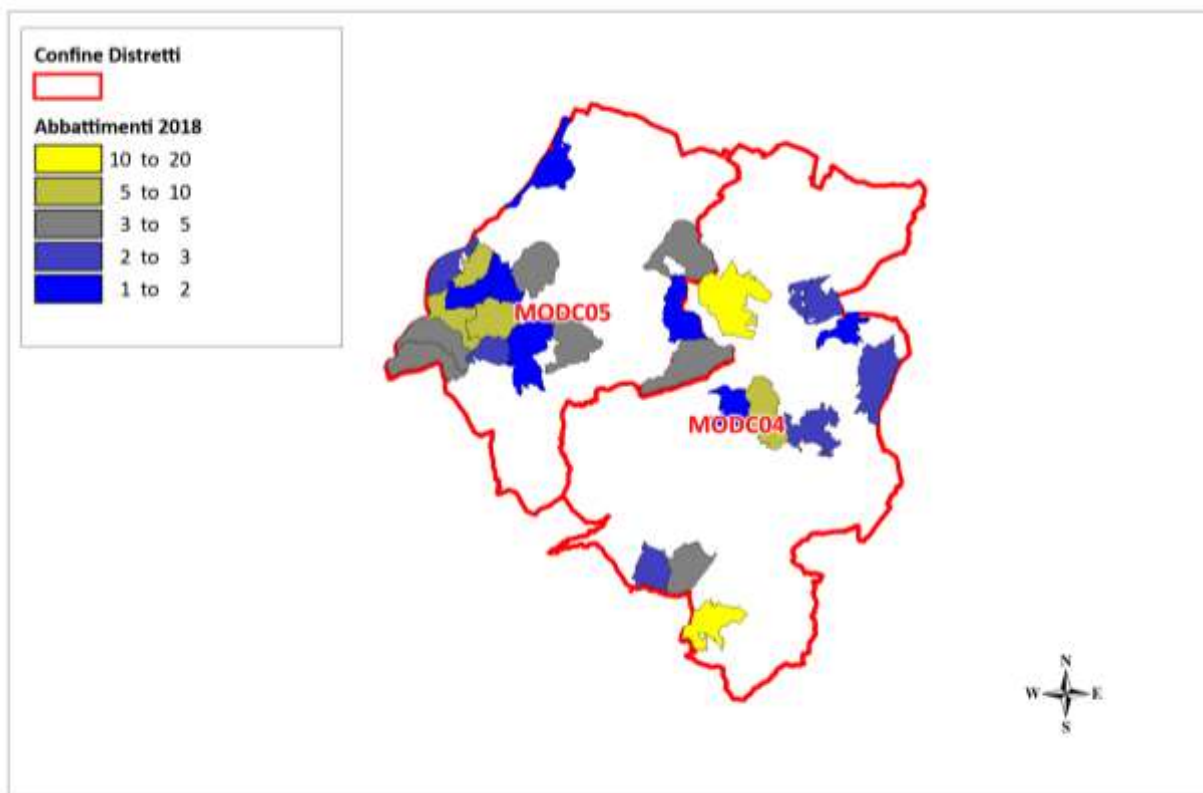 Confine Distretti
Abbattimenti 2018
10 to 20
5 to 10
3 to 5
2 to 3
1 to 2
MODC05
MODC04
N
W E
S